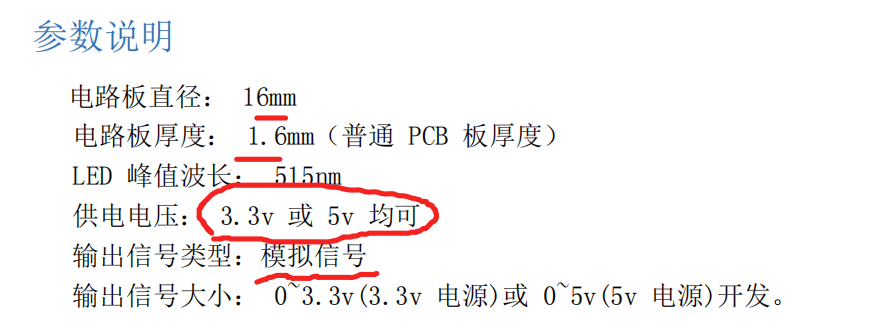 参数说明
电路板直径： 16mm
电路板厚度： 1.6mm（普通 PCB 板厚度）
LED 峰值波长： 515nm
供电电压： 3.3v 或 5v 均可
输出信号类型：模拟信号
输出信号大小： 0~3.3v(3.3v 电源)或 0~5v(5v 电源)开发。